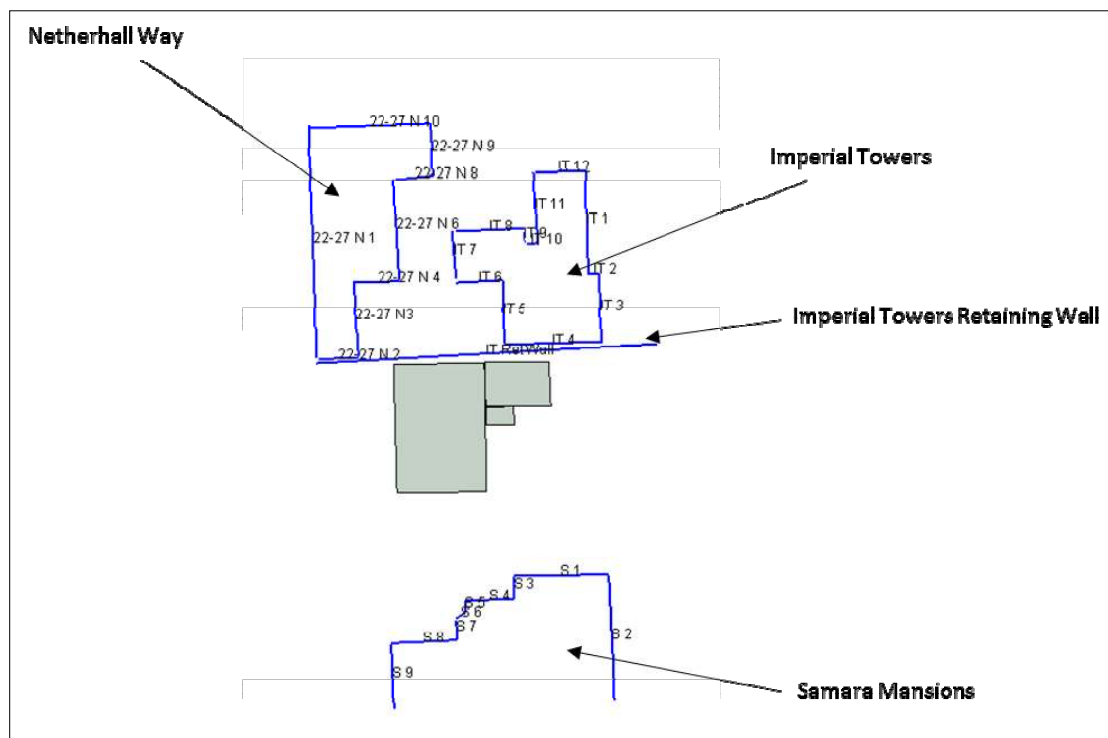 Netherhall Way
22-27 N 10
22-27 N 9
Imperial Towers
IT 12
22-27 N 8
IT 11
22-27 N 6
IT 8
T 1
IT 9
IT 10
22-27 N 1
IT 7
22-27 N 4
IT 6
IT 2
22-27 N3
IT 5
IT 3
Imperial Towers Retaining Wall
IT 4
22-27 N 2
IT RetWall
S 1
S 3
S 4
S 5
S 6
S 7
S 8
S 2
S 9
Samara Mansions